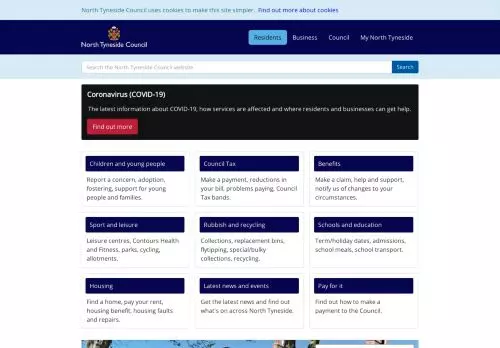 North Tyneside Council uses cookies to make this site simpler. Find out more about cookies
North Tyneside Council
Residents
Business
Council
My North Tyneside
Search the North Tyneside Council website
Search
Coronavirus (COVID-19)
The latest information about COVID-19, how services are affected and where residents and businesses can get help.
Find out more
Children and young people
Report a concern, adoption,
fostering, support for young
people and families.
Council Tax
Make a payment, reductions in
your bill, problems paying, Council
Tax bands.
Benefits
Make a claim, help and support,
notify us of changes to your
circumstances.
Sport and leisure
Leisure centres, Contours Health
and Fitness, parks, cycling,
allotments.
Rubbish and recycling
Collections, replacement bins,
flytipping, special/bulky
collections, recycling.
Schools and education
Term/holiday dates, admissions,
school meals, school transport.
Housing
Find a home, pay your rent,
housing benefit, housing faults
and repairs.
Latest news and events
Get the latest news and find out
what's on across North Tyneside.
Pay for it
Find out how to make a
payment to the Council.